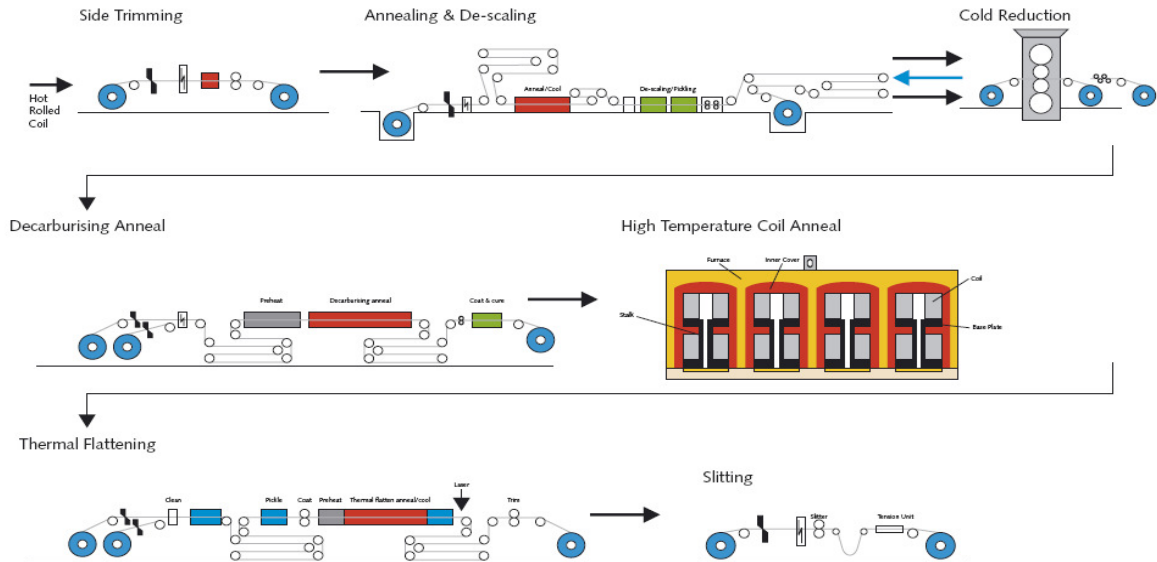 Side Trimming
Annealing & De-scaling
Cold Reduction
Hot
Rolled
Coil
Anneal/Cool
De-scaling/Pickling
Decarburising Anneal
High Temperature Coil Anneal
Furnace
Inner Cover
Coil
Stalk
Base Plate
Preheat
Decarburising anneal
Coat & cure
Thermal Flattening
Slitting
Clean
Pickle
Coat
Preheat
Thermal flatten anneal/cool
Laser
Trim
Slitter
Tension Unit